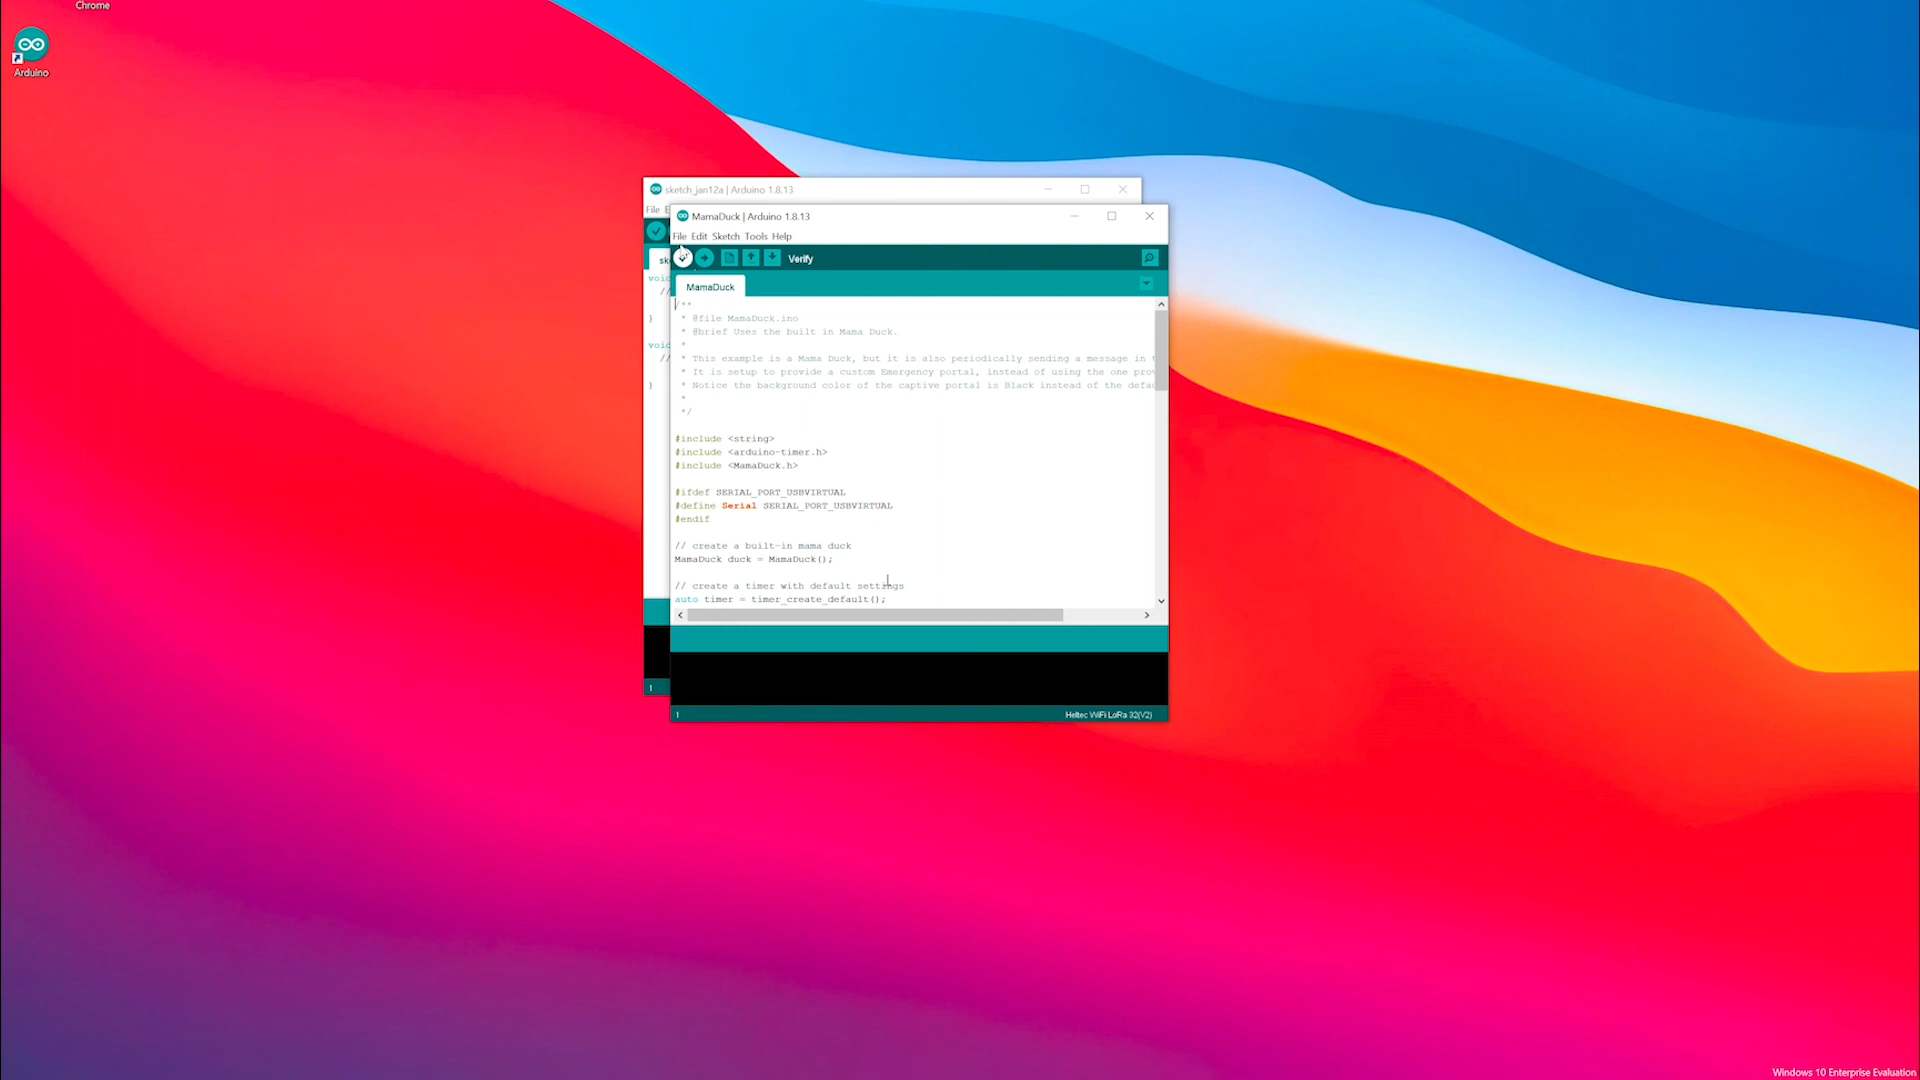 Chrome
Arduino
sketch_jan12a | Arduino 1.8.13
File
MamaDuck | Arduino 1.8.13
File Edit Sketch Tools Help
Verify
MamaDuck
/**
* @file MamaDuck.ino
* @brief Uses the built in Mama Duck.
*
* This example is a Mama Duck, but it is also periodically sending a message in
* It is setup to provide a custom Emergency portal, instead of using the one
* Notice the background color of the captive portal is Black instead of the
*
*/
#include <string>
#include <arduino-timer.h>
#include <MamaDuck.h>
#ifdef SERIAL_PORT_USBVIRTUAL
#define Serial SERIAL_PORT_USBVIRTUAL
#endif
// create a built-in mama duck
MamaDuck duck = MamaDuck();
// create a timer with default settings
auto timer = timer_create_default();
void
//
}
void
//
}
1
1
Heltec WiFi LoRa 32(V2)
Windows 10 Enterprise Evaluation